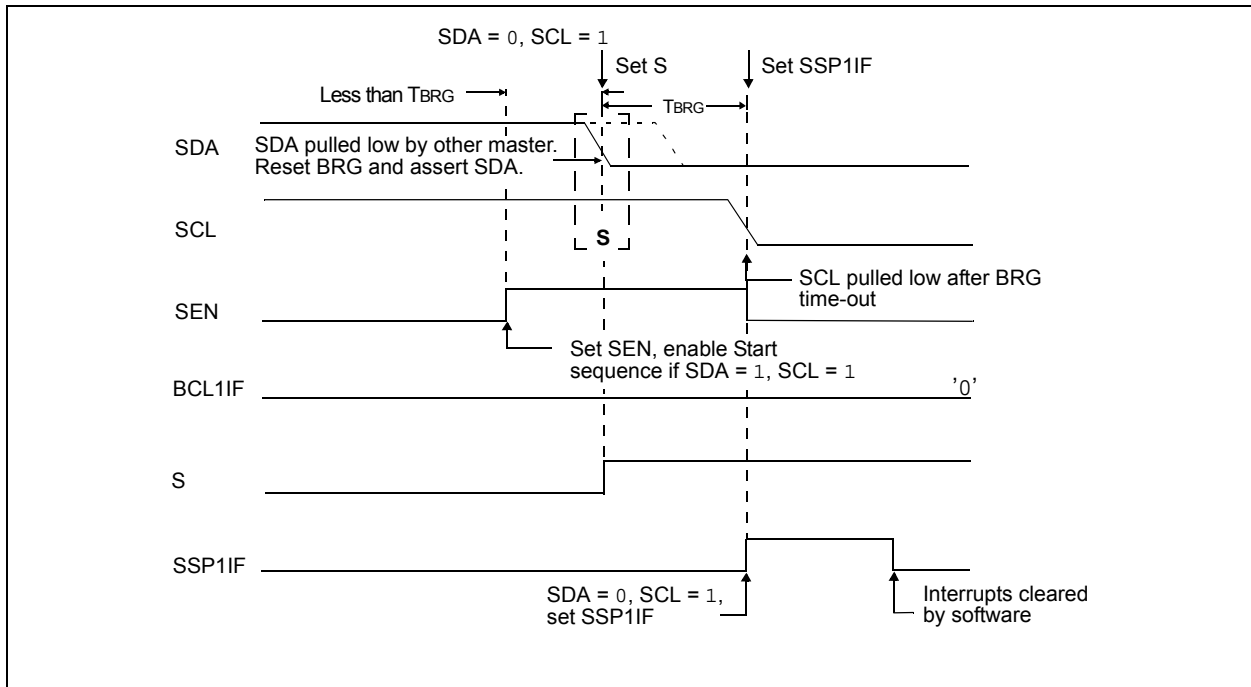 SDA = 0, SCL = 1
Set S
Set SSP1IF
Less than TBRG
TBRG
SDA
SDA pulled low by other master.
Reset BRG and assert SDA.
SCL
S
SCL pulled low after BRG
time-out
SEN
Set SEN, enable Start
sequence if SDA = 1, SCL = 1
BCL1IF
'0'
S
SSP1IF
SDA = 0, SCL = 1,
set SSP1IF
Interrupts cleared
by software